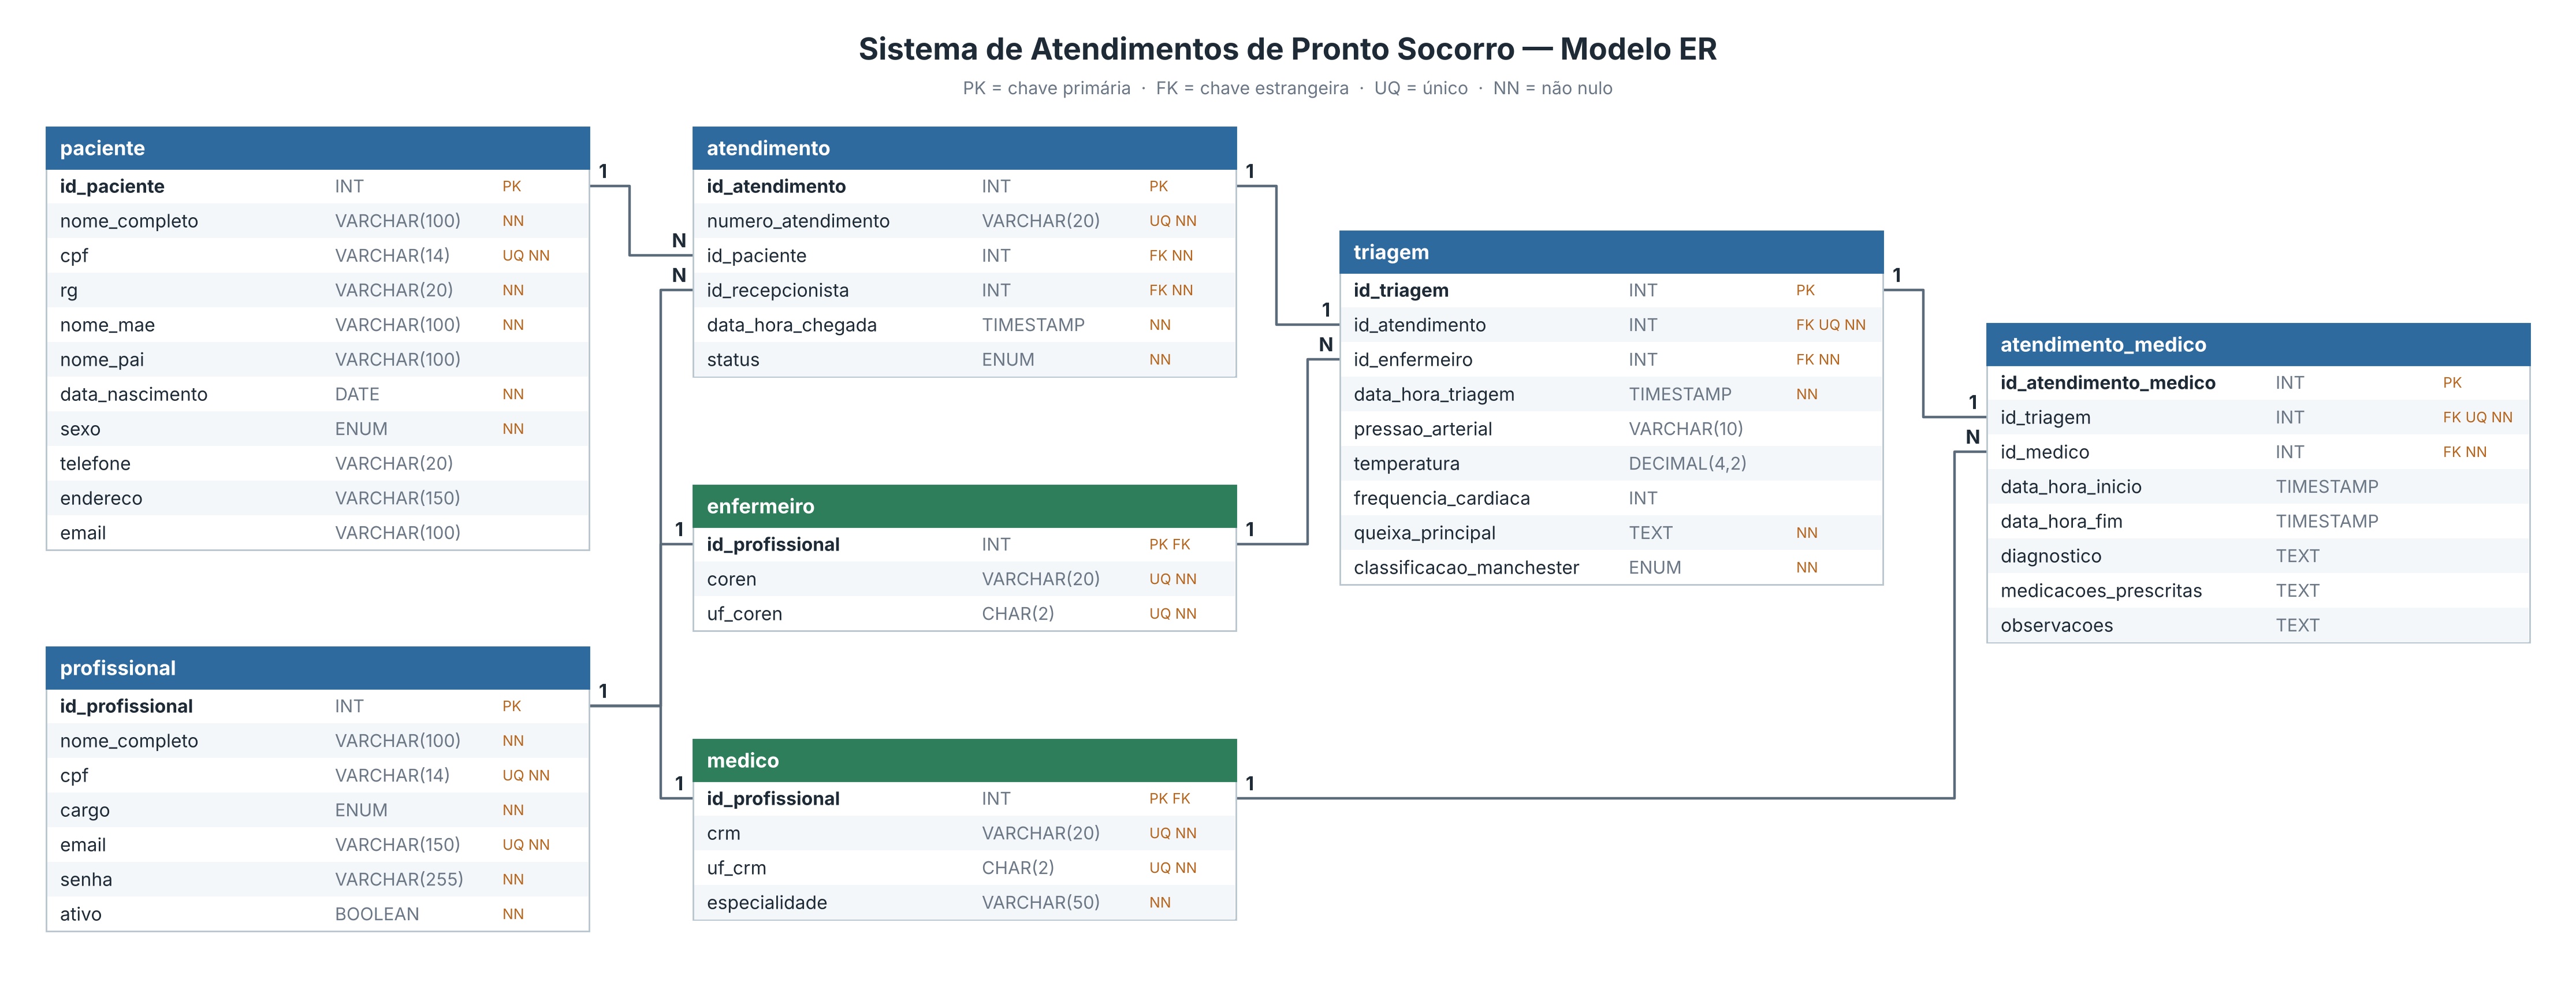 Sistema de Atendimentos de Pronto Socorro — Modelo ER
PK = chave primária · FK = chave estrangeira · UQ = único · NN = não nulo
paciente
id_paciente INT PK
nome_completo VARCHAR(100) NN
cpf VARCHAR(14) UQ NN
rg VARCHAR(20) NN
nome_mae VARCHAR(100) NN
nome_pai VARCHAR(100)
data_nascimento DATE NN
sexo ENUM NN
telefone VARCHAR(20)
endereco VARCHAR(150)
email VARCHAR(100)
1
N
profissional
id_profissional INT PK
nome_completo VARCHAR(100) NN
cpf VARCHAR(14) UQ NN
cargo ENUM NN
email VARCHAR(150) UQ NN
senha VARCHAR(255) NN
ativo BOOLEAN NN
1
N
1
1
atendimento
id_atendimento INT PK
numero_atendimento VARCHAR(20) UQ NN
id_paciente INT FK NN
id_recepcionista INT FK NN
data_hora_chegada TIMESTAMP NN
status ENUM NN
1
1
enfermeiro
id_profissional INT PK FK
coren VARCHAR(20) UQ NN
uf_coren CHAR(2) UQ NN
1
N
medico
id_profissional INT PK FK
crm VARCHAR(20) UQ NN
uf_crm CHAR(2) UQ NN
especialidade VARCHAR(50) NN
1
N
triagem
id_triagem INT PK
id_atendimento INT FK UQ NN
id_enfermeiro INT FK NN
data_hora_triagem TIMESTAMP NN
pressao_arterial VARCHAR(10)
temperatura DECIMAL(4,2)
frequencia_cardiaca INT
queixa_principal TEXT NN
classificacao_manchester ENUM NN
1
1
atendimento_medico
id_atendimento_medico INT PK
id_triagem INT FK UQ NN
id_medico INT FK NN
data_hora_inicio TIMESTAMP
data_hora_fim TIMESTAMP
diagnostico TEXT
medicacoes_prescritas TEXT
observacoes TEXT